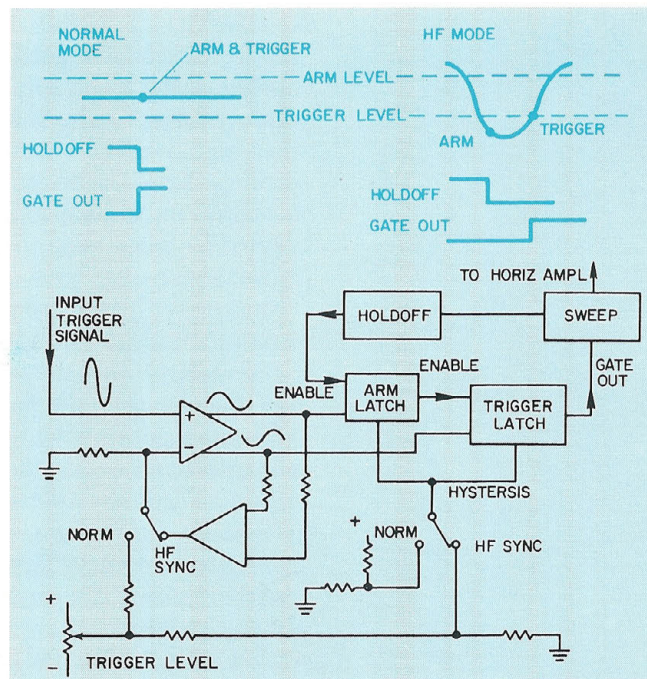 NORMAL
MODE
ARM & TRIGGER
HF MODE
ARM LEVEL
TRIGGER LEVEL
ARM
TRIGGER
HOLDOFF
GATE OUT
HOLDOFF
GATE OUT
TO HORIZ AMPL
INPUT
TRIGGER
SIGNAL
HOLDOFF
SWEEP
ENABLE
ENABLE
GATE
OUT
ARM
LATCH
TRIGGER
LATCH
+
−
HYSTERSIS
NORM
HF
SYNC
+
NORM
HF SYNC
+
−
TRIGGER LEVEL